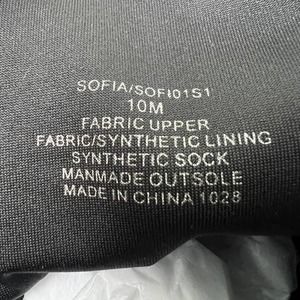 SOFIA/SOFI01S1
10M
FABRIC UPPER
FABRIC/SYNTHETIC LINING
SYNTHETIC SOCK
MANMADE OUTSOLE
MADE IN CHINA 1028